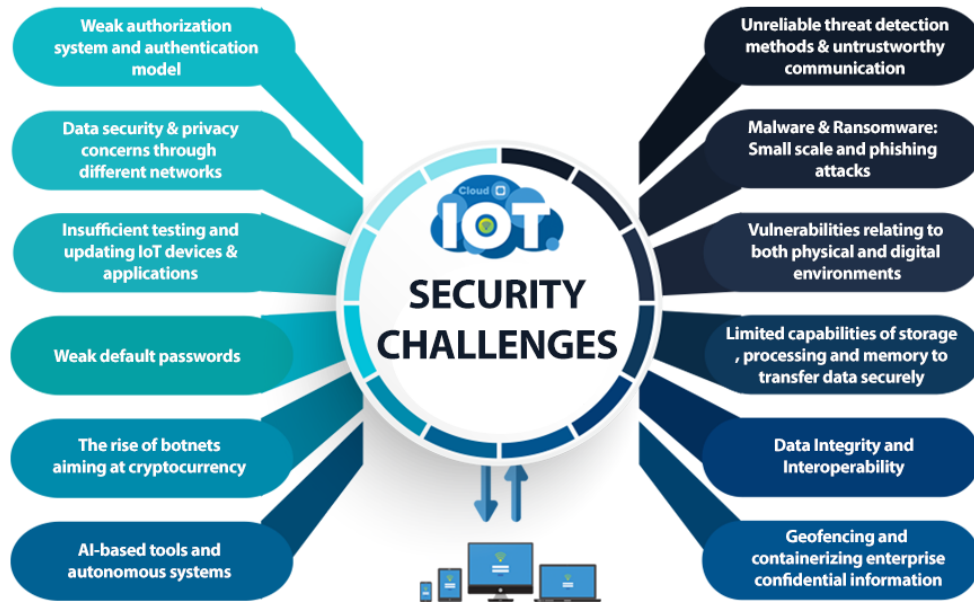 Weak authorization
system and authentication
model
Data security & privacy
concerns through
different networks
Insufficient testing and
updating IoT devices &
applications
Weak default passwords
The rise of botnets
aiming at cryptocurrency
AI-based tools and
autonomous systems
Cloud
IOT
SECURITY
CHALLENGES
Unreliable threat detection
methods & untrustworthy
communication
Malware & Ransomware:
Small scale and phishing
attacks
Vulnerabilities relating to
both physical and digital
environments
Limited capabilities of storage
, processing and memory to
transfer data securely
Data Integrity and
Interoperability
Geofencing and
containerizing enterprise
confidential information